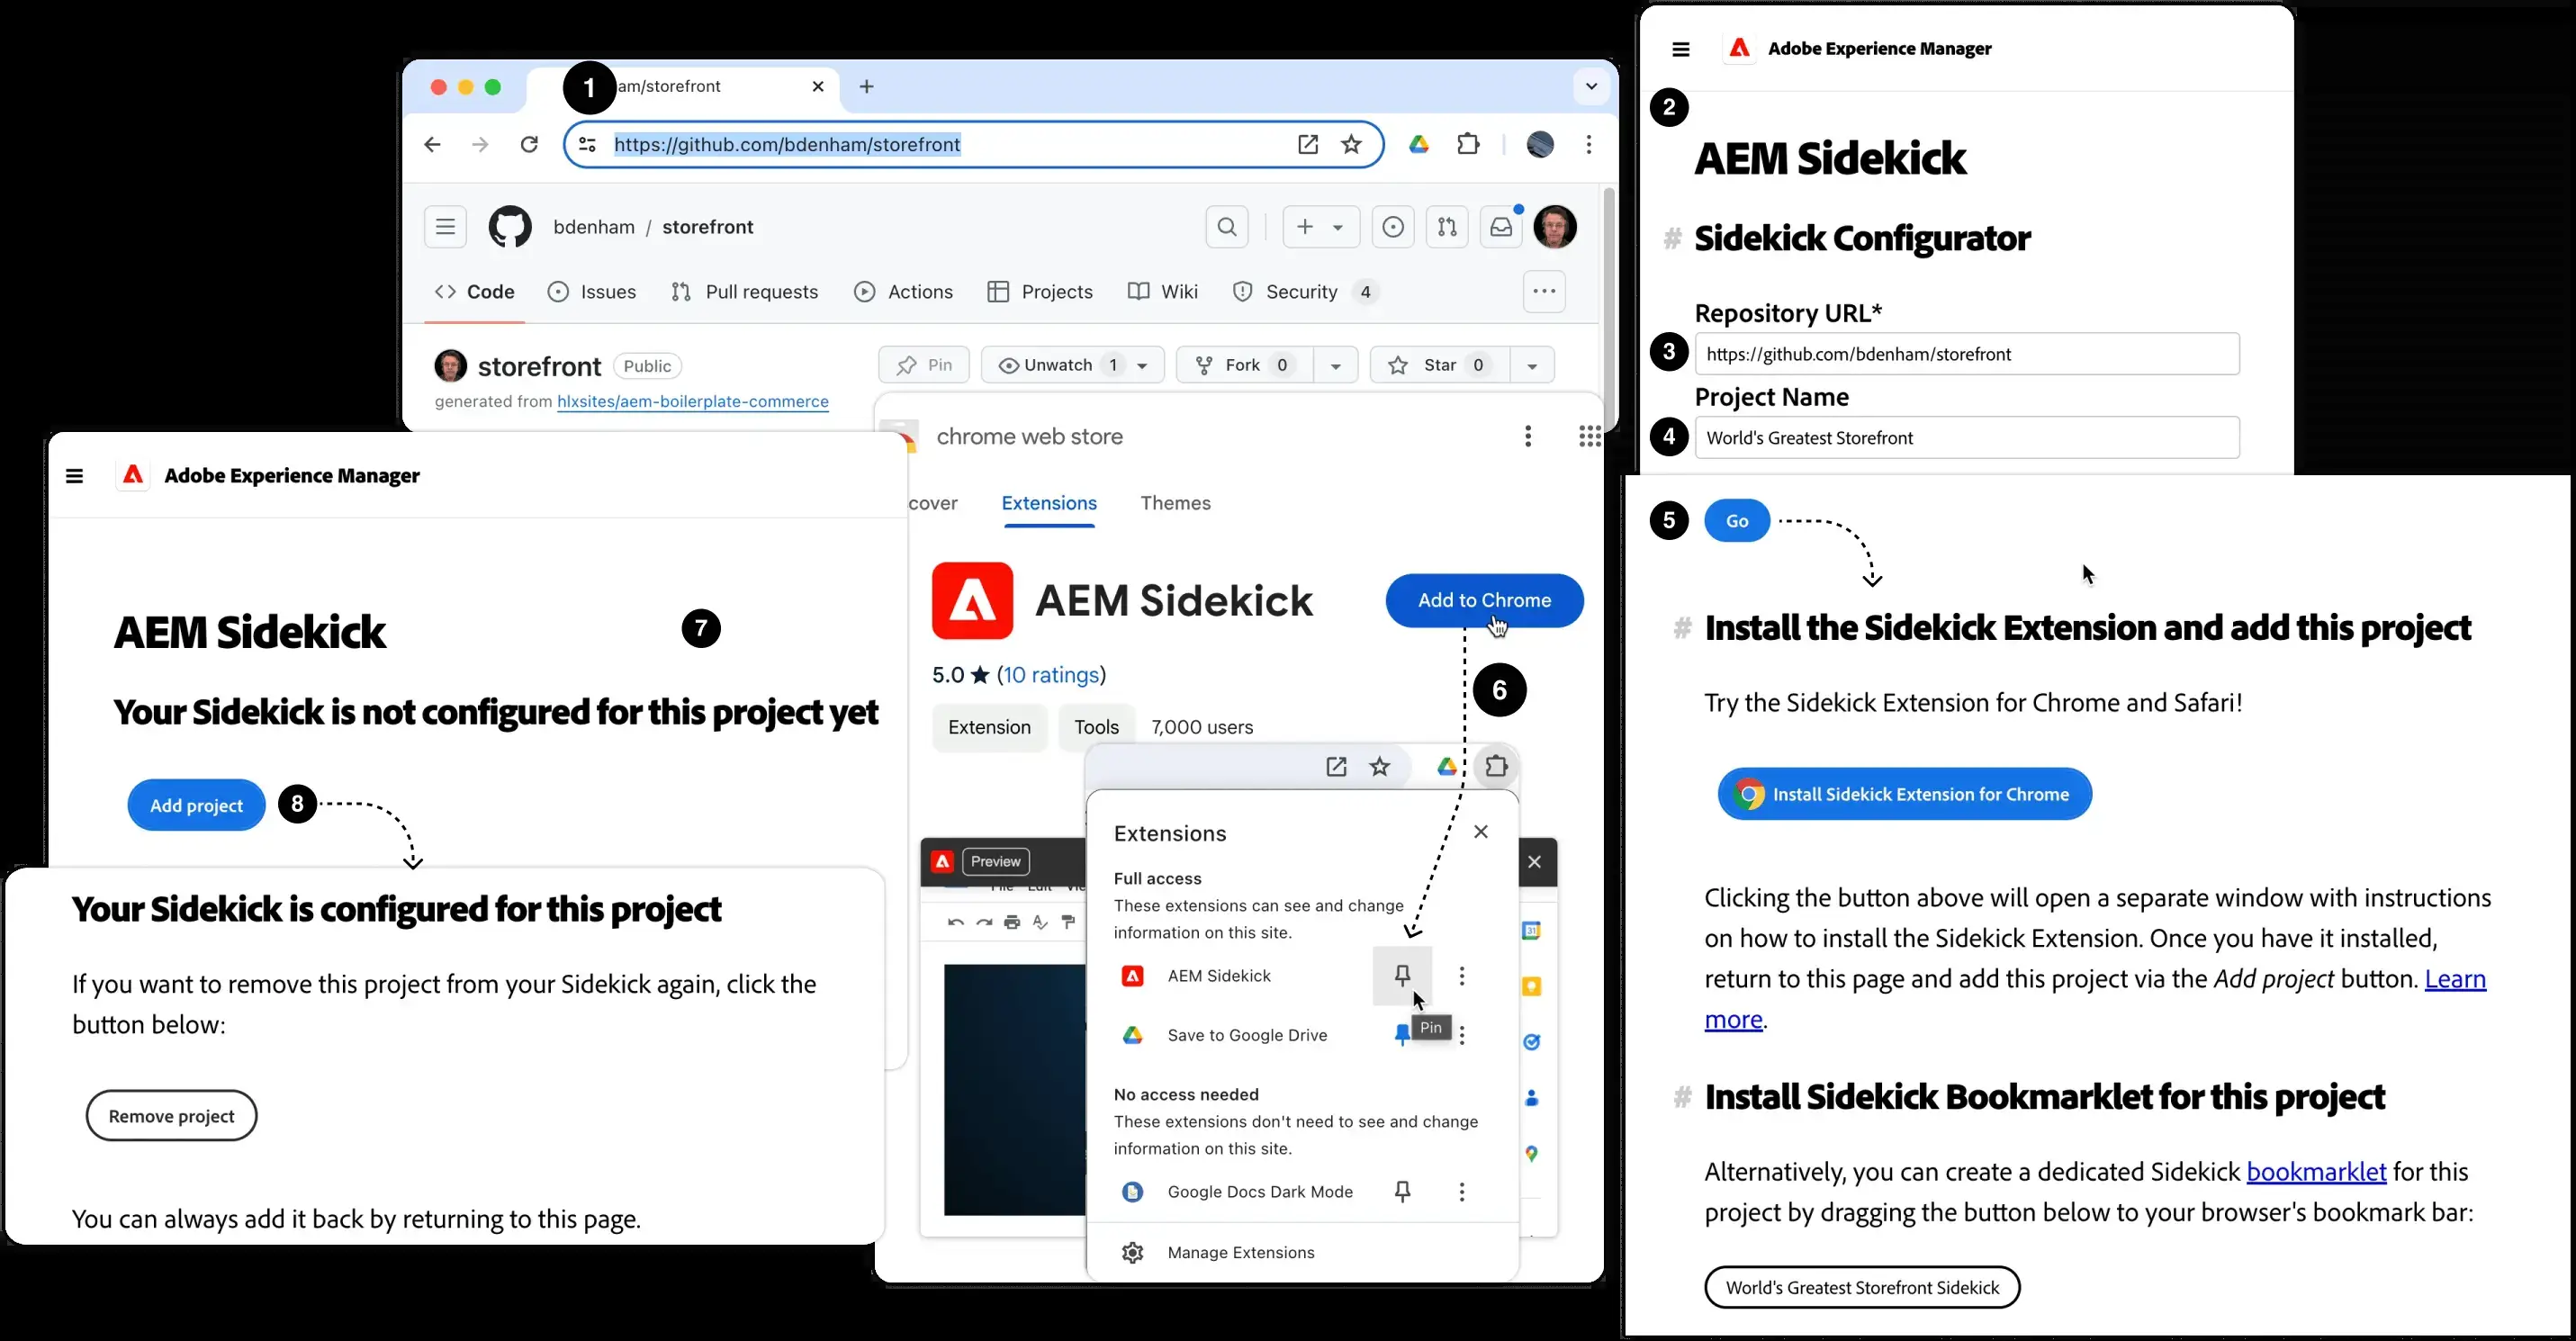 1
am/storefront
https://github.com/bdenham/storefront
bdenham / storefront
Code
Issues
Pull requests
Actions
Projects
Wiki
Security 4
storefront
Public
Pin
Unwatch 1
Fork 0
Star 0
generated from hlxsites/aem-boilerplate-commerce
Adobe Experience Manager
2
AEM Sidekick
# Sidekick Configurator
Repository URL*
3
https://github.com/bdenham/storefront
Project Name
4
World's Greatest Storefront
5
Go
# Install the Sidekick Extension and add this project
Try the Sidekick Extension for Chrome and Safari!
Install Sidekick Extension for Chrome
Clicking the button above will open a separate window with instructions
on how to install the Sidekick Extension. Once you have it installed,
return to this page and add this project via the Add project button. Learn
more.
# Install Sidekick Bookmarklet for this project
Alternatively, you can create a dedicated Sidekick bookmarklet for this
project by dragging the button below to your browser's bookmark bar:
World's Greatest Storefront Sidekick
chrome web store
cover
Extensions
Themes
AEM Sidekick
Add to Chrome
5.0 ★ (10 ratings)
6
Extension
Tools
7,000 users
Preview
File Edit
31
Extensions
Full access
These extensions can see and change
information on this site.
AEM Sidekick
Pin
Save to Google Drive
No access needed
These extensions don't need to see and change
information on this site.
Google Docs Dark Mode
Manage Extensions
Adobe Experience Manager
AEM Sidekick
7
Your Sidekick is not configured for this project yet
Add project
8
Your Sidekick is configured for this project
If you want to remove this project from your Sidekick again, click the
button below:
Remove project
You can always add it back by returning to this page.